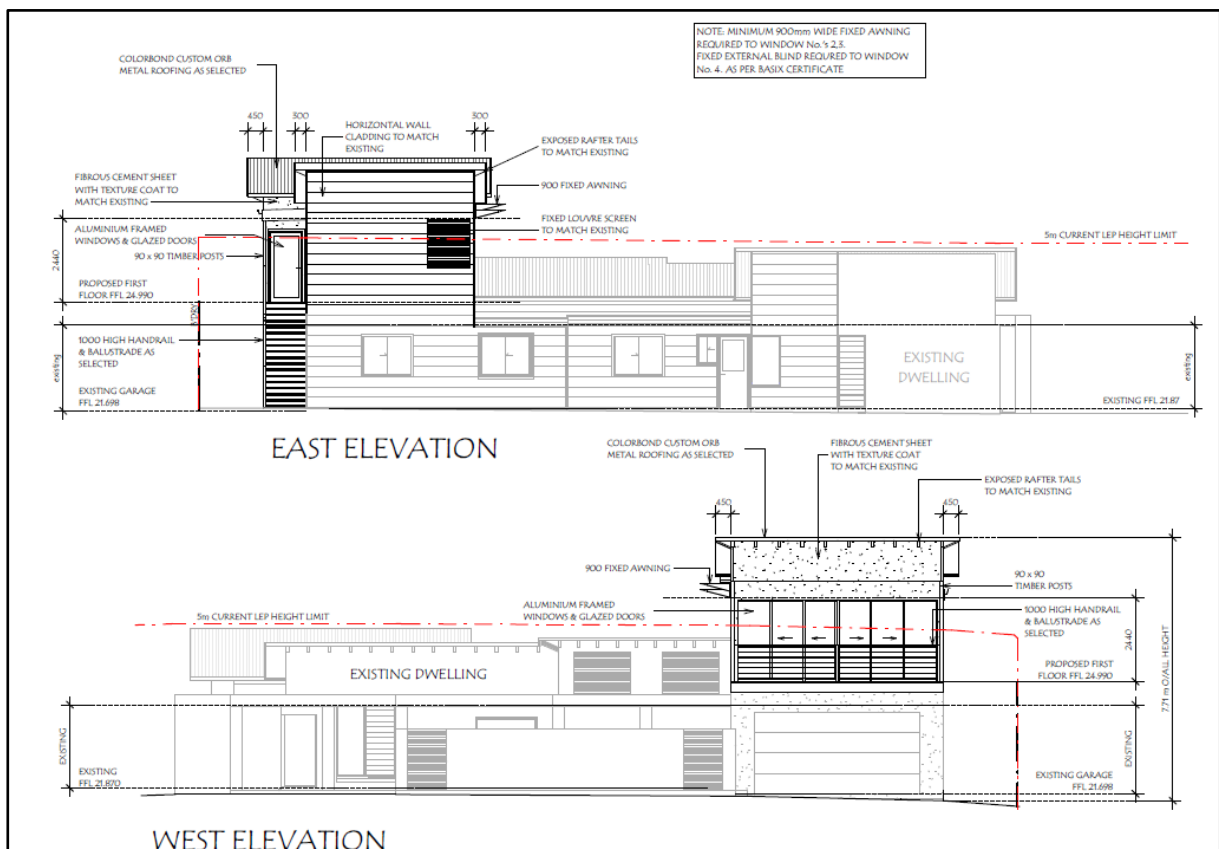 NOTE: MINIMUM 900mm WIDE FIXED AWNING
REQUIRED TO WINDOW No.'s 2,3.
FIXED EXTERNAL BLIND REQURED TO WINDOW
No. 4. AS PER BASIX CERTIFICATE
COLORBOND CUSTOM ORB
METAL ROOFING AS SELECTED
450
300
HORIZONTAL WALL
CLADDING TO MATCH
EXISTING
300
EXPOSED RAFTER TAILS
TO MATCH EXISTING
FIBROUS CEMENT SHEET
WITH TEXTURE COAT TO
MATCH EXISTING
900 FIXED AWNING
ALUMINIUM FRAMED
WINDOWS & GLAZED DOORS
FIXED LOUVRE SCREEN
TO MATCH EXISTING
5m CURRENT LEP HEIGHT LIMIT
90 x 90 TIMBER POSTS
2440
PROPOSED FIRST
FLOOR FFL 24.990
B'DRY
1000 HIGH HANDRAIL
& BALUSTRADE AS
SELECTED
existing
EXISTING GARAGE
FFL 21.698
EXISTING
DWELLING
existing
EXISTING FFL 21.87
EAST ELEVATION
COLORBOND CUSTOM ORB
METAL ROOFING AS SELECTED
FIBROUS CEMENT SHEET
WITH TEXTURE COAT
TO MATCH EXISTING
EXPOSED RAFTER TAILS
TO MATCH EXISTING
450
450
900 FIXED AWNING
90 x 90
TIMBER POSTS
ALUMINIUM FRAMED
WINDOWS & GLAZED DOORS
1000 HIGH HANDRAIL
& BALUSTRADE AS
SELECTED
5m CURRENT LEP HEIGHT LIMIT
2440
EXISTING DWELLING
PROPOSED FIRST
FLOOR FFL 24.990
7.71 m O/ALL HEIGHT
EXISTING
EXISTING
FFL 21.870
EXISTING
EXISTING GARAGE
FFL 21.698
WEST ELEVATION